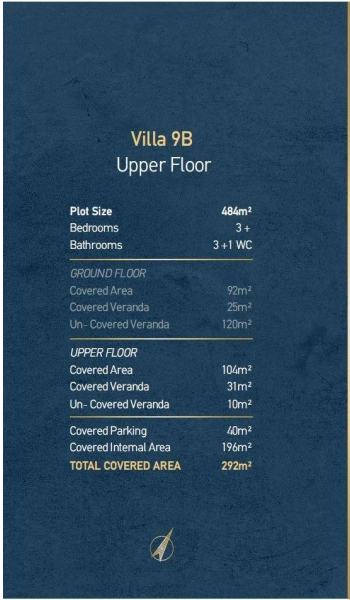 Villa 9B
Upper Floor
Plot Size 484m²
Bedrooms 3 +
Bathrooms 3 +1 WC
GROUND FLOOR
Covered Area 92m²
Covered Veranda 25m²
Un- Covered Veranda 120m²
UPPER FLOOR
Covered Area 104m²
Covered Veranda 31m²
Un- Covered Veranda 10m²
Covered Parking 40m²
Covered Internal Area 196m²
TOTAL COVERED AREA 292m²